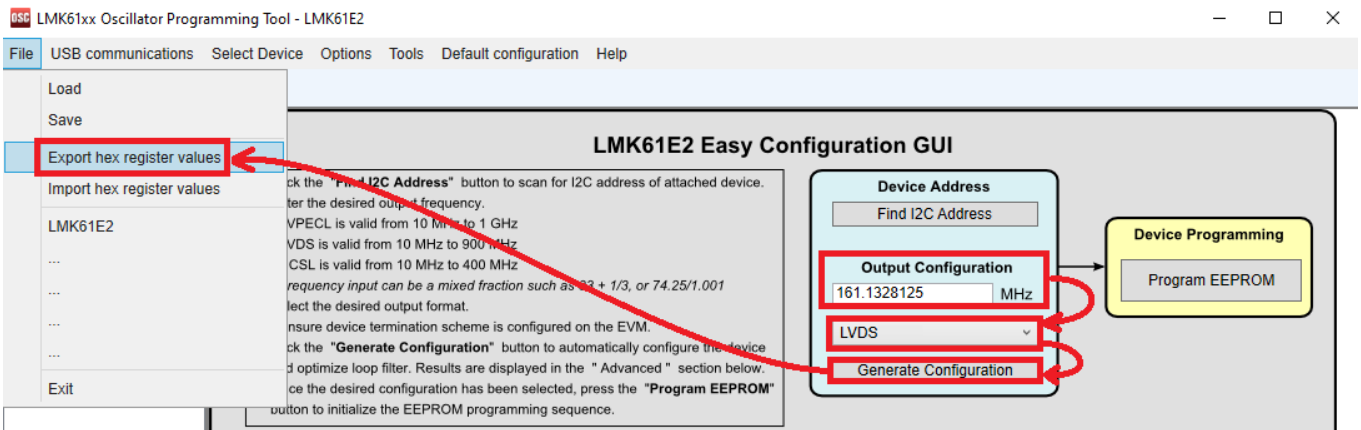 OSC LMK61xx Oscillator Programming Tool - LMK61E2
File USB communications Select Device Options Tools Default configuration Help
Load
Save
Export hex register values
Import hex register values
LMK61E2
...
...
...
...
Exit
LMK61E2 Easy Configuration GUI
ck the "Find I2C Address" button to scan for I2C address of attached device.
ter the desired output frequency.
VPECL is valid from 10 MHz to 1 GHz
VDS is valid from 10 MHz to 900 MHz
CSL is valid from 10 MHz to 400 MHz
requency input can be a mixed fraction such as 33 + 1/3, or 74.25/1.001
lect the desired output format.
nsure device termination scheme is configured on the EVM.
ck the "Generate Configuration" button to automatically configure the device
d optimize loop filter. Results are displayed in the " Advanced " section below.
ce the desired configuration has been selected, press the "Program EEPROM"
button to initialize the EEPROM programming sequence.
Device Address
Find I2C Address
Output Configuration
161.1328125 MHz
LVDS
Generate Configuration
Device Programming
Program EEPROM